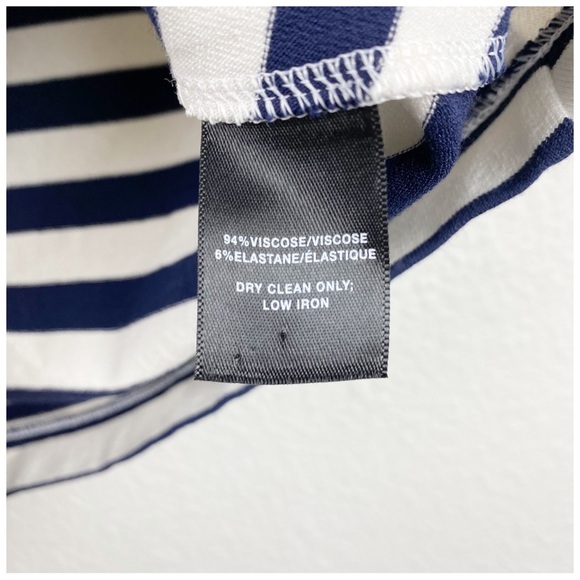 94%VISCOSE/VISCOSE
6%ELASTANE/ÉLASTIQUE
DRY CLEAN ONLY;
LOW IRON